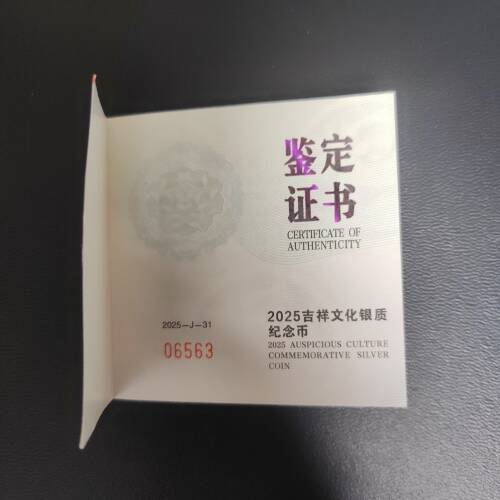 鉴定
证书
CERTIFICATE OF
AUTHENTICITY
2025—J—31
06563
2025吉祥文化银质
纪念币
2025 AUSPICIOUS CULTURE
COMMEMORATIVE SILVER
COIN